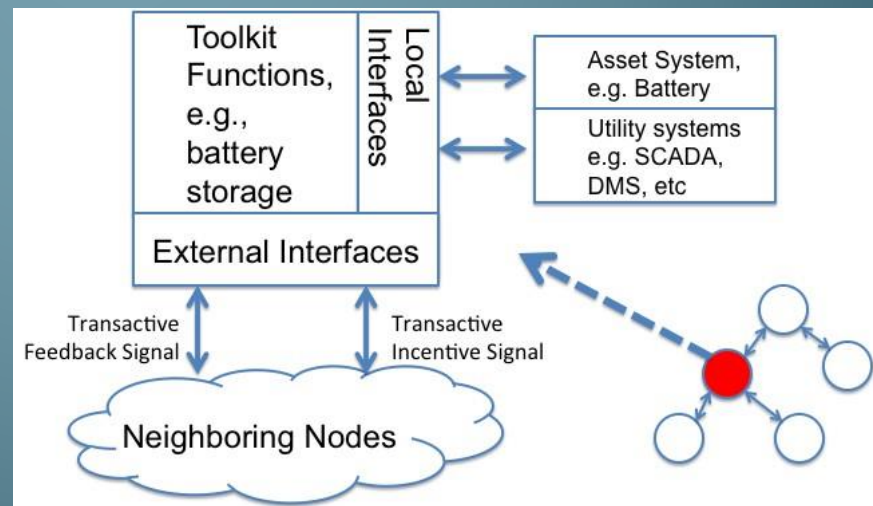 Toolkit
Functions,
e.g.,
battery
storage
Local
Interfaces
Asset System,
e.g. Battery
Utility systems
e.g. SCADA,
DMS, etc
External Interfaces
Transactive
Feedback Signal
Transactive
Incentive Signal
Neighboring Nodes